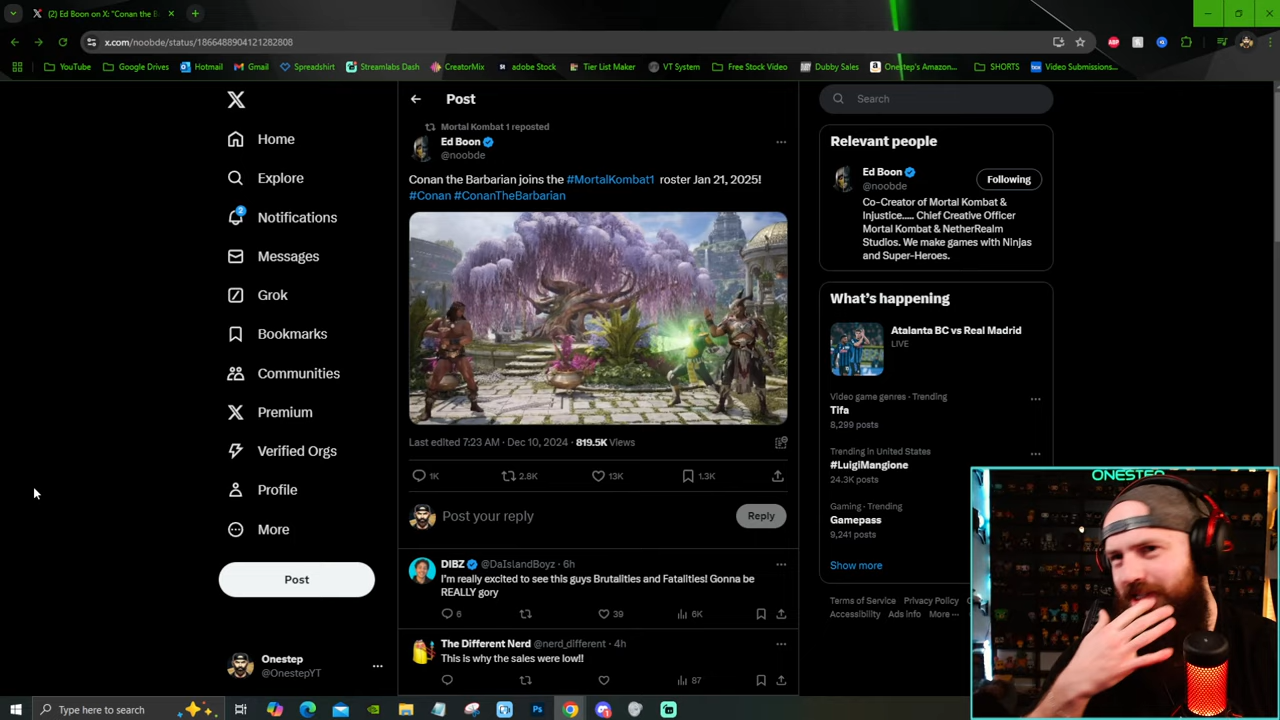 (2) Ed Boon on X: "Conan the B
x.com/noobde/status/1866488904121282808
YouTube
Google Drives
Hotmail
Gmail
Spreadshirt
Streamlabs Dash
CreatorMix
adobe Stock
Tier List Maker
VT System
Free Stock Video
Dubby Sales
Onestep's Amazon...
SHORTS
Video Submissions...
Home
Explore
Notifications
2
Messages
Grok
Bookmarks
Communities
Premium
Verified Orgs
Profile
More
Post
Onestep
@OnestepYT
Post
Mortal Kombat 1 reposted
Ed Boon
@noobde
Conan the Barbarian joins the #MortalKombat1 roster Jan 21, 2025!
#Conan #ConanTheBarbarian
Last edited 7:23 AM · Dec 10, 2024 · 819.5K Views
1K 2.8K 13K 1.3K
Post your reply
Reply
DIBZ @DaIslandBoyz · 6h
I'm really excited to see this guys Brutalities and Fatalities! Gonna be
REALLY gory
6 39 6K
The Different Nerd @nerd_different · 4h
This is why the sales were low!!
87
Search
Relevant people
Ed Boon
@noobde
Following
Co-Creator of Mortal Kombat &
Injustice..... Chief Creative Officer
Mortal Kombat & NetherRealm
Studios. We make games with Ninjas
and Super-Heroes.
What's happening
Atalanta BC vs Real Madrid
LIVE
Video game genres · Trending
Tifa
8,299 posts
Trending in United States
#LuigiMangione
24.3K posts
Gaming · Trending
Gamepass
9,241 posts
Show more
Terms of Service Privacy Policy
Accessibility Ads info More ···
ONESTEP
Type here to search